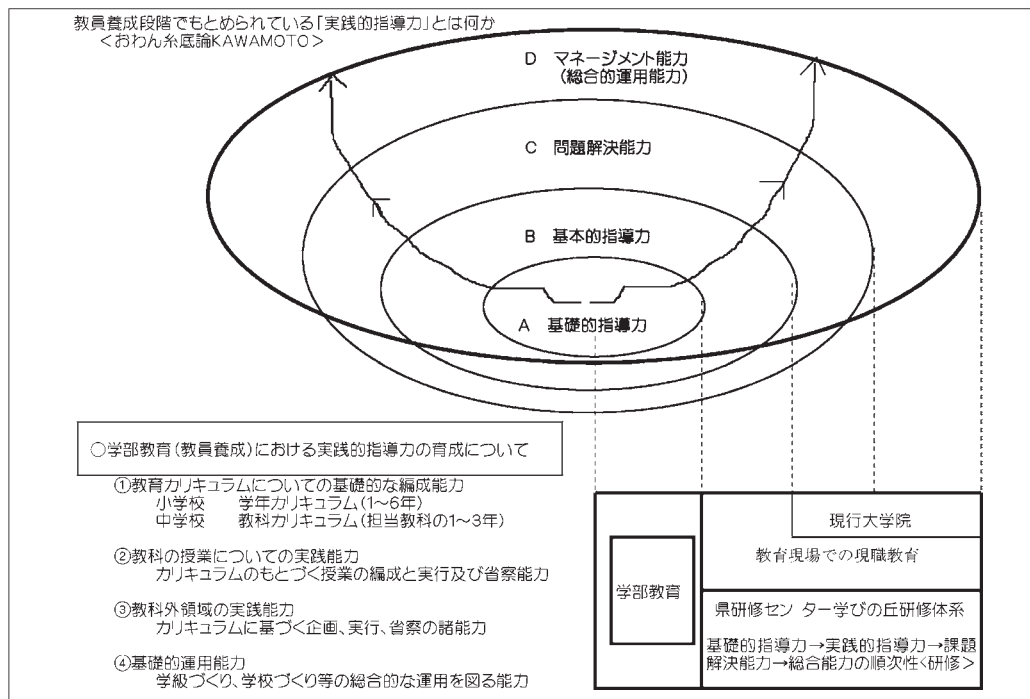 教員養成段階でもとめられている「実践的指導力」とは何か
<おわん糸底論KAWAMOTO>
D　マネージメント能力
（総合的運用能力）
C　問題解決能力
B　基本的指導力
A　基礎的指導力
○学部教育（教員養成）における実践的指導力の育成について
①教育カリキュラムについての基礎的な編成能力
小学校　学年カリキュラム（1〜6年）
中学校　教科カリキュラム（担当教科の1〜3年）
②教科の授業についての実践能力
カリキュラムのもとづく授業の編成と実行及び省察能力
③教科外領域の実践能力
カリキュラムに基づく企画、実行、省察の諸能力
④基礎的運用能力
学級づくり、学校づくり等の総合的な運用を図る能力
学部教育
現行大学院
教育現場での現職教育
県研修センター学びの丘研修体系
基礎的指導力→実践的指導力→課題
解決能力→総合能力の順次性<研修>